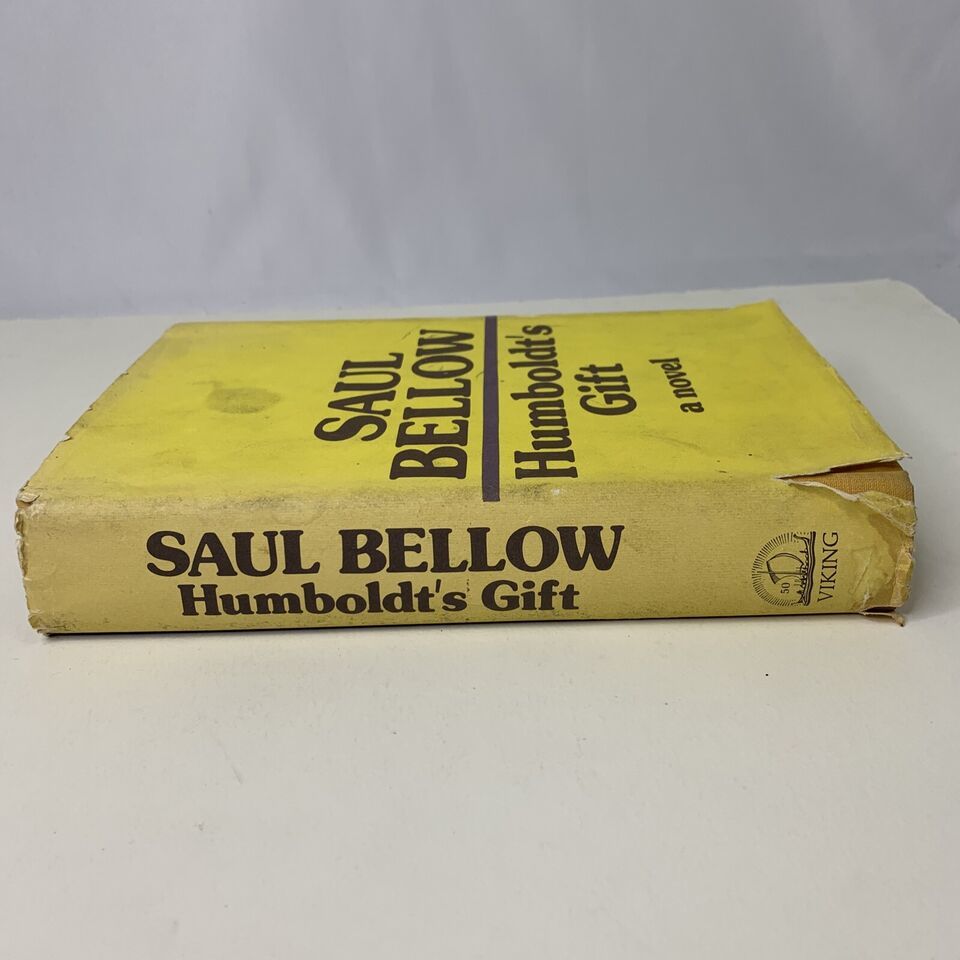 SAUL
BELLOW
Humboldt's
Gift
a novel
SAUL BELLOW
Humboldt's Gift
50
VIKING